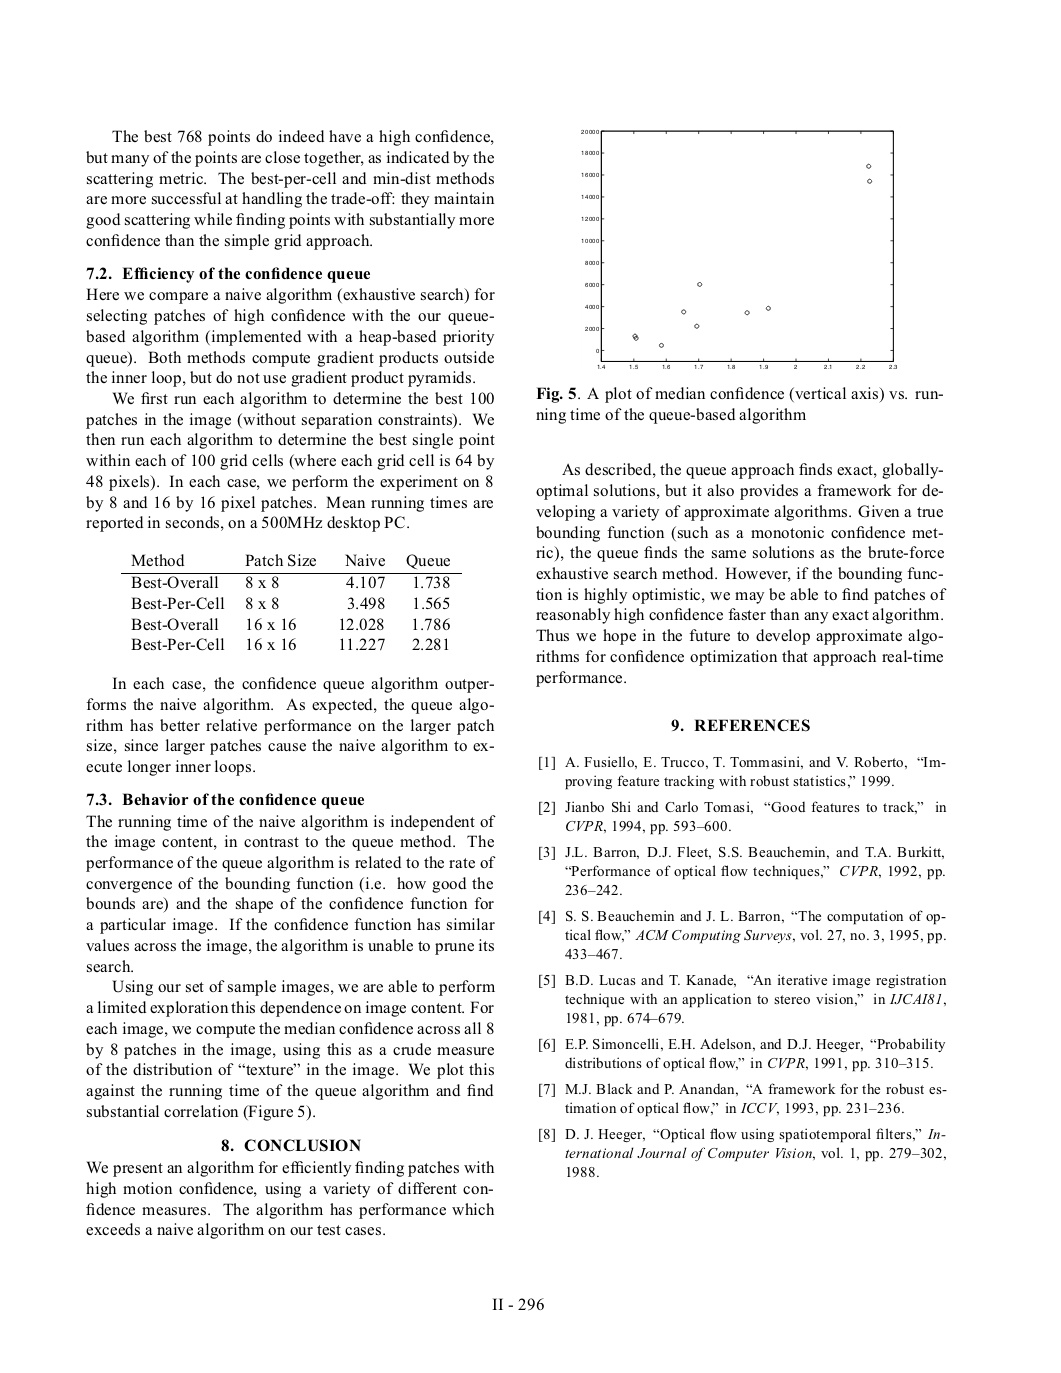 The best 768 points do indeed have a high confidence,
but many of the points are close together, as indicated by the
scattering metric. The best-per-cell and min-dist methods
are more successful at handling the trade-off: they maintain
good scattering while finding points with substantially more
confidence than the simple grid approach.
7.2. Efficiency of the confidence queue
Here we compare a naive algorithm (exhaustive search) for
selecting patches of high confidence with the our queue-
based algorithm (implemented with a heap-based priority
queue). Both methods compute gradient products outside
the inner loop, but do not use gradient product pyramids.
We first run each algorithm to determine the best 100
patches in the image (without separation constraints). We
then run each algorithm to determine the best single point
within each of 100 grid cells (where each grid cell is 64 by
48 pixels). In each case, we perform the experiment on 8
by 8 and 16 by 16 pixel patches. Mean running times are
reported in seconds, on a 500MHz desktop PC.
Method Patch Size Naive Queue
Best-Overall 8 x 8 4.107 1.738
Best-Per-Cell 8 x 8 3.498 1.565
Best-Overall 16 x 16 12.028 1.786
Best-Per-Cell 16 x 16 11.227 2.281
In each case, the confidence queue algorithm outper-
forms the naive algorithm. As expected, the queue algo-
rithm has better relative performance on the larger patch
size, since larger patches cause the naive algorithm to ex-
ecute longer inner loops.
7.3. Behavior of the confidence queue
The running time of the naive algorithm is independent of
the image content, in contrast to the queue method. The
performance of the queue algorithm is related to the rate of
convergence of the bounding function (i.e. how good the
bounds are) and the shape of the confidence function for
a particular image. If the confidence function has similar
values across the image, the algorithm is unable to prune its
search.
Using our set of sample images, we are able to perform
a limited exploration this dependence on image content. For
each image, we compute the median confidence across all 8
by 8 patches in the image, using this as a crude measure
of the distribution of “texture” in the image. We plot this
against the running time of the queue algorithm and find
substantial correlation (Figure 5).
8. CONCLUSION
We present an algorithm for efficiently finding patches with
high motion confidence, using a variety of different con-
fidence measures. The algorithm has performance which
exceeds a naive algorithm on our test cases.
20000
18000
16000
14000
12000
10000
8000
6000
4000
2000
0
1.4 1.5 1.6 1.7 1.8 1.9 2 2.1 2.2 2.3
Fig. 5. A plot of median confidence (vertical axis) vs. run-
ning time of the queue-based algorithm
As described, the queue approach finds exact, globally-
optimal solutions, but it also provides a framework for de-
veloping a variety of approximate algorithms. Given a true
bounding function (such as a monotonic confidence met-
ric), the queue finds the same solutions as the brute-force
exhaustive search method. However, if the bounding func-
tion is highly optimistic, we may be able to find patches of
reasonably high confidence faster than any exact algorithm.
Thus we hope in the future to develop approximate algo-
rithms for confidence optimization that approach real-time
performance.
9. REFERENCES
[1] A. Fusiello, E. Trucco, T. Tommasini, and V. Roberto, “Im-
proving feature tracking with robust statistics,” 1999.
[2] Jianbo Shi and Carlo Tomasi, “Good features to track,” in
CVPR, 1994, pp. 593–600.
[3] J.L. Barron, D.J. Fleet, S.S. Beauchemin, and T.A. Burkitt,
“Performance of optical flow techniques,” CVPR, 1992, pp.
236–242.
[4] S. S. Beauchemin and J. L. Barron, “The computation of op-
tical flow,” ACM Computing Surveys, vol. 27, no. 3, 1995, pp.
433–467.
[5] B.D. Lucas and T. Kanade, “An iterative image registration
technique with an application to stereo vision,” in IJCAI81,
1981, pp. 674–679.
[6] E.P. Simoncelli, E.H. Adelson, and D.J. Heeger, “Probability
distributions of optical flow,” in CVPR, 1991, pp. 310–315.
[7] M.J. Black and P. Anandan, “A framework for the robust es-
timation of optical flow,” in ICCV, 1993, pp. 231–236.
[8] D. J. Heeger, “Optical flow using spatiotemporal filters,” In-
ternational Journal of Computer Vision, vol. 1, pp. 279–302,
1988.
II - 296